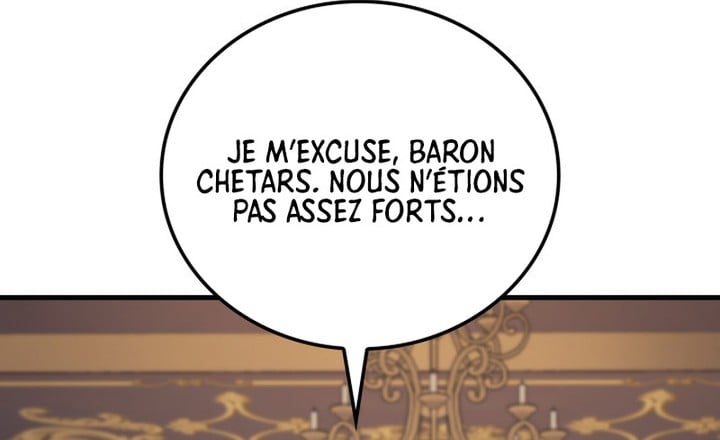 JE M'EXCUSE, BARON
CHETARS. NOUS N'ÉTIONS
PAS ASSEZ FORTS...